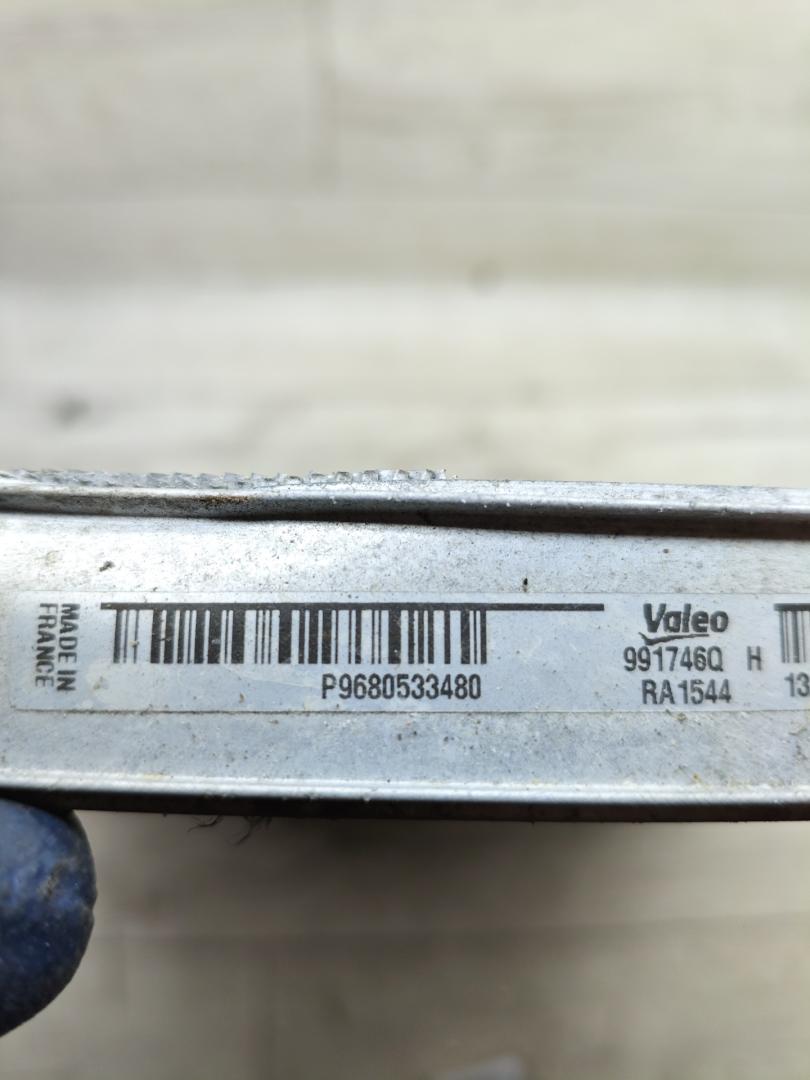 MADE IN
FRANCE
P9680533480
Valeo
991746Q H
RA1544
13